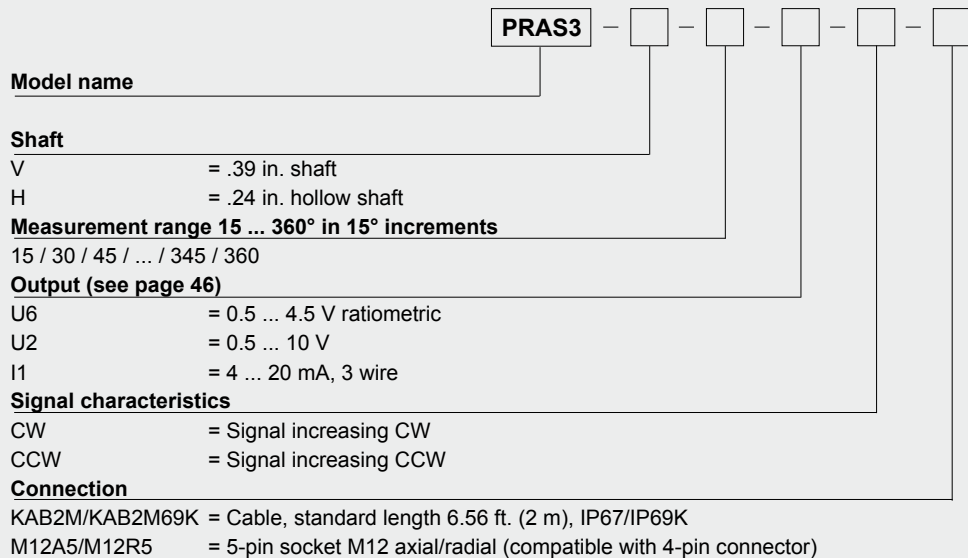 PRAS3 – – – – –
Model name
Shaft
V = .39 in. shaft
H = .24 in. hollow shaft
Measurement range 15 ... 360° in 15° increments
15 / 30 / 45 / ... / 345 / 360
Output (see page 46)
U6 = 0.5 ... 4.5 V ratiometric
U2 = 0.5 ... 10 V
I1 = 4 ... 20 mA, 3 wire
Signal characteristics
CW = Signal increasing CW
CCW = Signal increasing CCW
Connection
KAB2M/KAB2M69K = Cable, standard length 6.56 ft. (2 m), IP67/IP69K
M12A5/M12R5 = 5-pin socket M12 axial/radial (compatible with 4-pin connector)